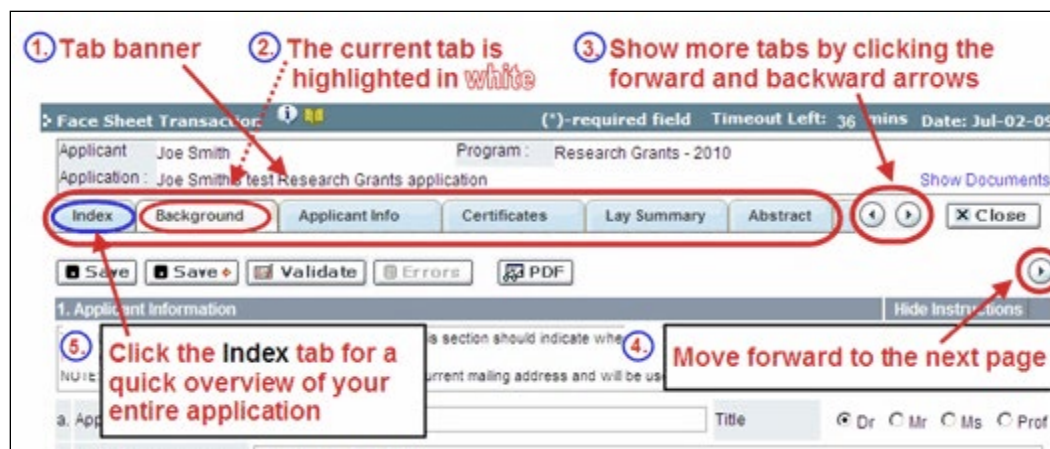 1. Tab banner
2. The current tab is
highlighted in white
3. Show more tabs by clicking the
forward and backward arrows
Face Sheet Transaction
(*)-required field Timeout Left: 36 mins Date: Jul-02-09
Applicant Joe Smith Program : Research Grants - 2010
Application : Joe Smith's test Research Grants application Show Documents
Index Background Applicant Info Certificates Lay Summary Abstract Close
Save Save Validate Errors PDF
1. Applicant Information Hide Instructions
5. Click the Index tab for a
quick overview of your
entire application
4. Move forward to the next page
s section should indicate whe
NOTE: rrent mailing address and will be us
a. App Title Dr Mr Ms Prof